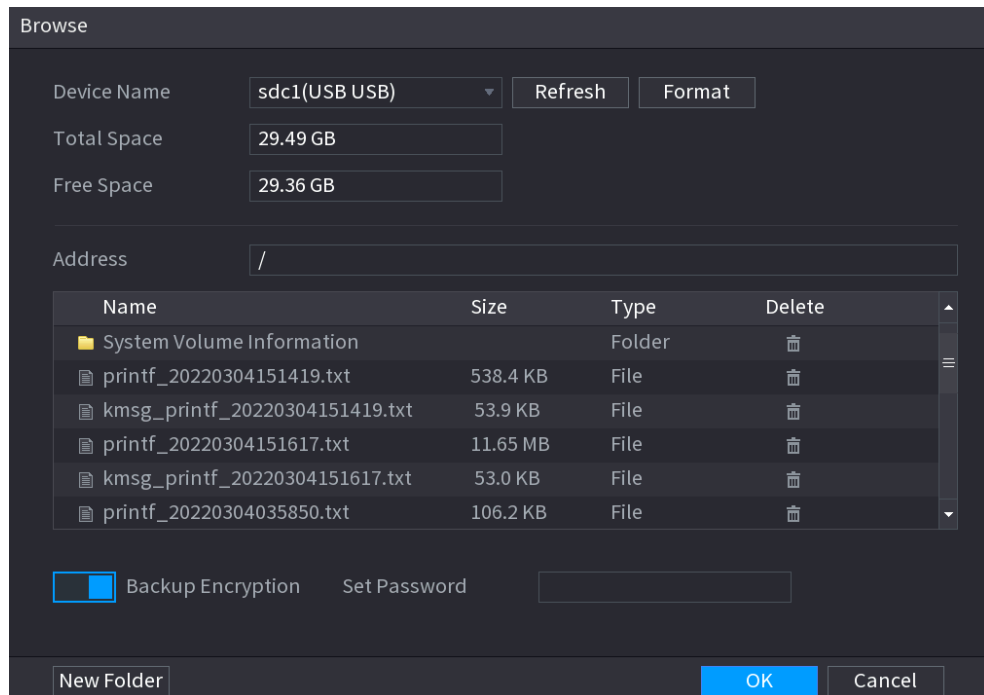 Browse
Device Name sdc1(USB USB) Refresh Format
Total Space 29.49 GB
Free Space 29.36 GB
Address /
Name Size Type Delete
System Volume Information Folder
printf_20220304151419.txt 538.4 KB File
kmsg_printf_20220304151419.txt 53.9 KB File
printf_20220304151617.txt 11.65 MB File
kmsg_printf_20220304151617.txt 53.0 KB File
printf_20220304035850.txt 106.2 KB File
Backup Encryption Set Password
New Folder OK Cancel